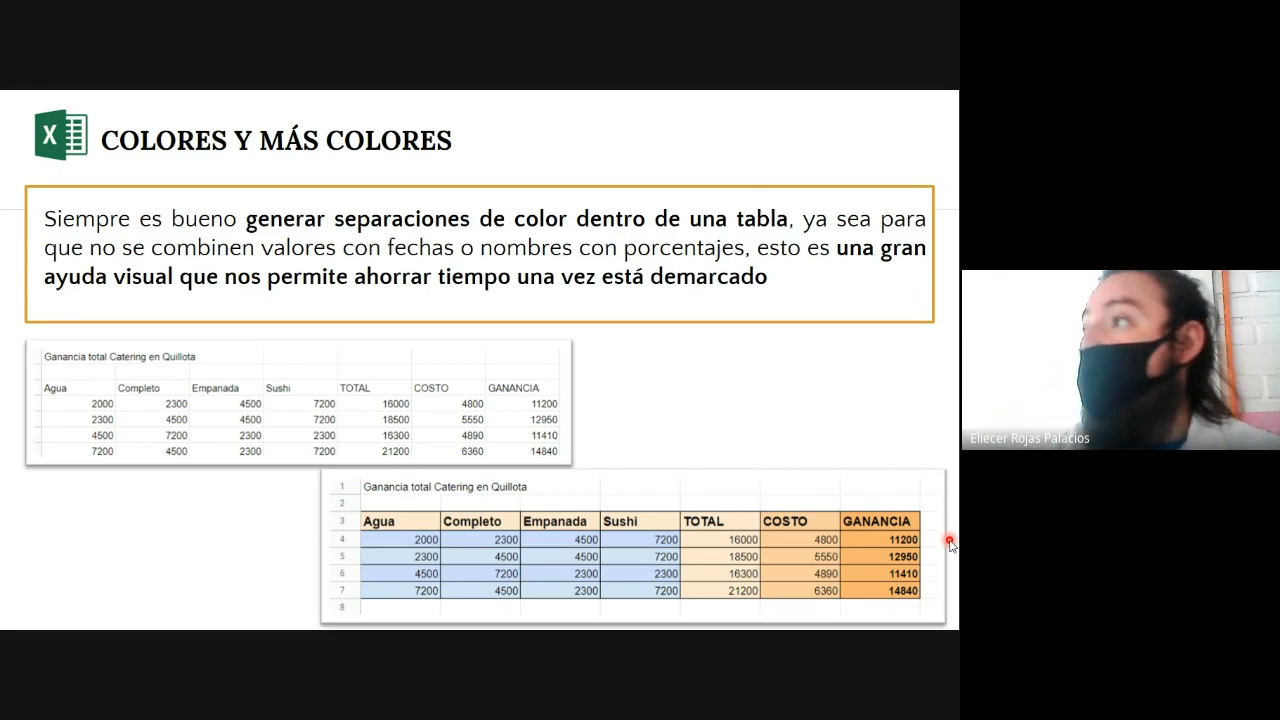 X
COLORES Y MÁS COLORES
Siempre es bueno generar separaciones de color dentro de una tabla, ya sea para
que no se combinen valores con fechas o nombres con porcentajes, esto es una gran
ayuda visual que nos permite ahorrar tiempo una vez está demarcado
Ganancia total Catering en Quillota
Agua Completo Empanada Sushi TOTAL COSTO GANANCIA
2000 2300 4500 7200 16000 4800 11200
2300 4500 4500 7200 18500 5550 12950
4500 7200 2300 2300 16300 4890 11410
7200 4500 2300 7200 21200 6360 14840
1 Ganancia total Catering en Quillota
2
3 Agua Completo Empanada Sushi TOTAL COSTO GANANCIA
4 2000 2300 4500 7200 16000 4800 11200
5 2300 4500 4500 7200 18500 5550 12950
6 4500 7200 2300 2300 16300 4890 11410
7 7200 4500 2300 7200 21200 6360 14840
8
Eliecer Rojas Palacios